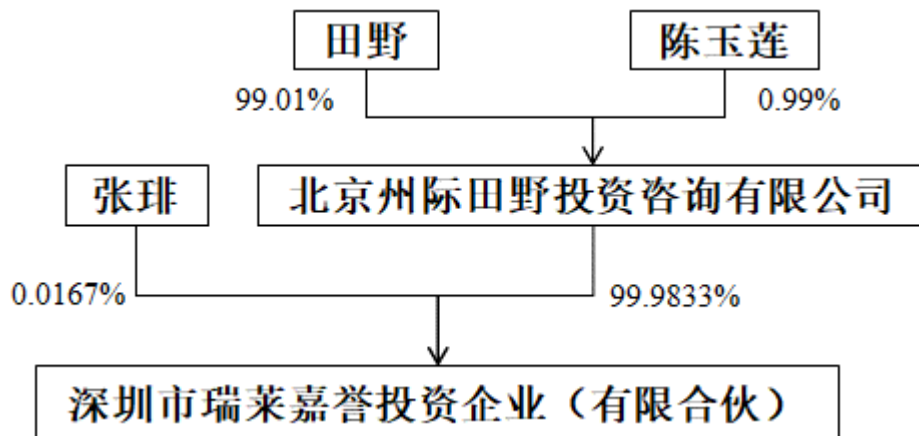 田野
陈玉莲
99.01%
0.99%
张琲
北京州际田野投资咨询有限公司
0.0167%
99.9833%
深圳市瑞莱嘉誉投资企业（有限合伙）